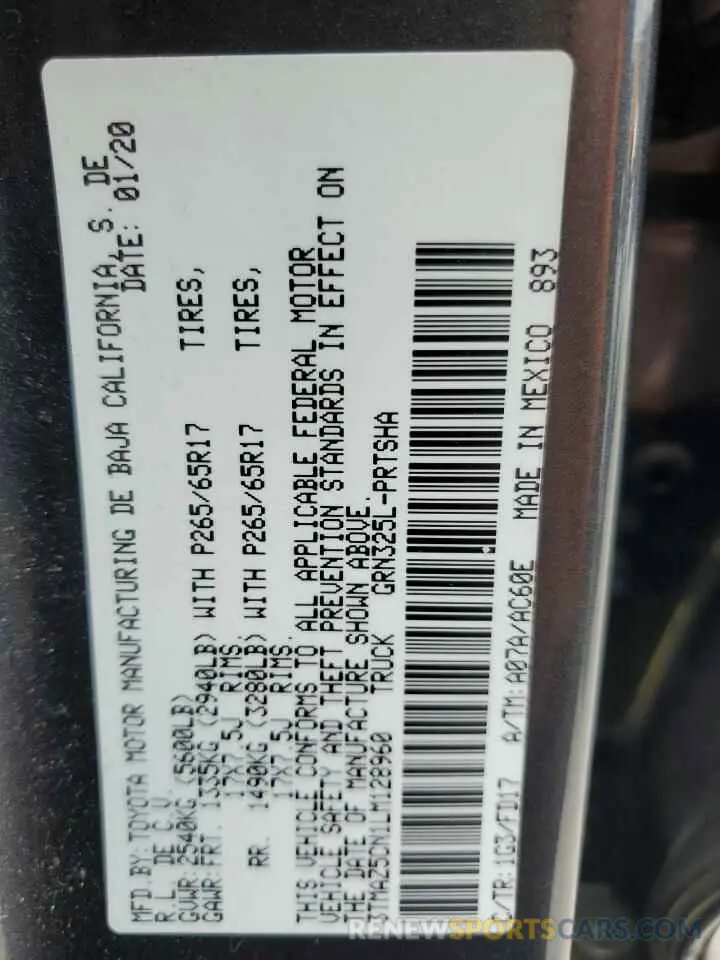 MFD BY: TOYOTA MOTOR MANUFACTURING DE BAJA CALIFORNIA, S. DE
R.L. DE C.V. DATE: 01/20
GVWR: 2540KG (5600LB)
GAWR: FRT. 1335KG (2940LB) WITH P265/65R17 TIRES,
17X7.5J RIMS
RR. 1490KG (3280LB) WITH P265/65R17 TIRES,
17X7.5J RIMS.
THIS VEHICLE CONFORMS TO ALL APPLICABLE FEDERAL MOTOR
VEHICLE SAFETY AND THEFT PREVENTION STANDARDS IN EFFECT ON
THE DATE OF MANUFACTURE SHOWN ABOVE.
3TMAZ5CN1LM128960 TRUCK GRN325L-PRTSHA
C/TR: 1G3/FD17 A/TM: A07A/AC60E MADE IN MEXICO 893
RENEWSPORTSCARS.COM